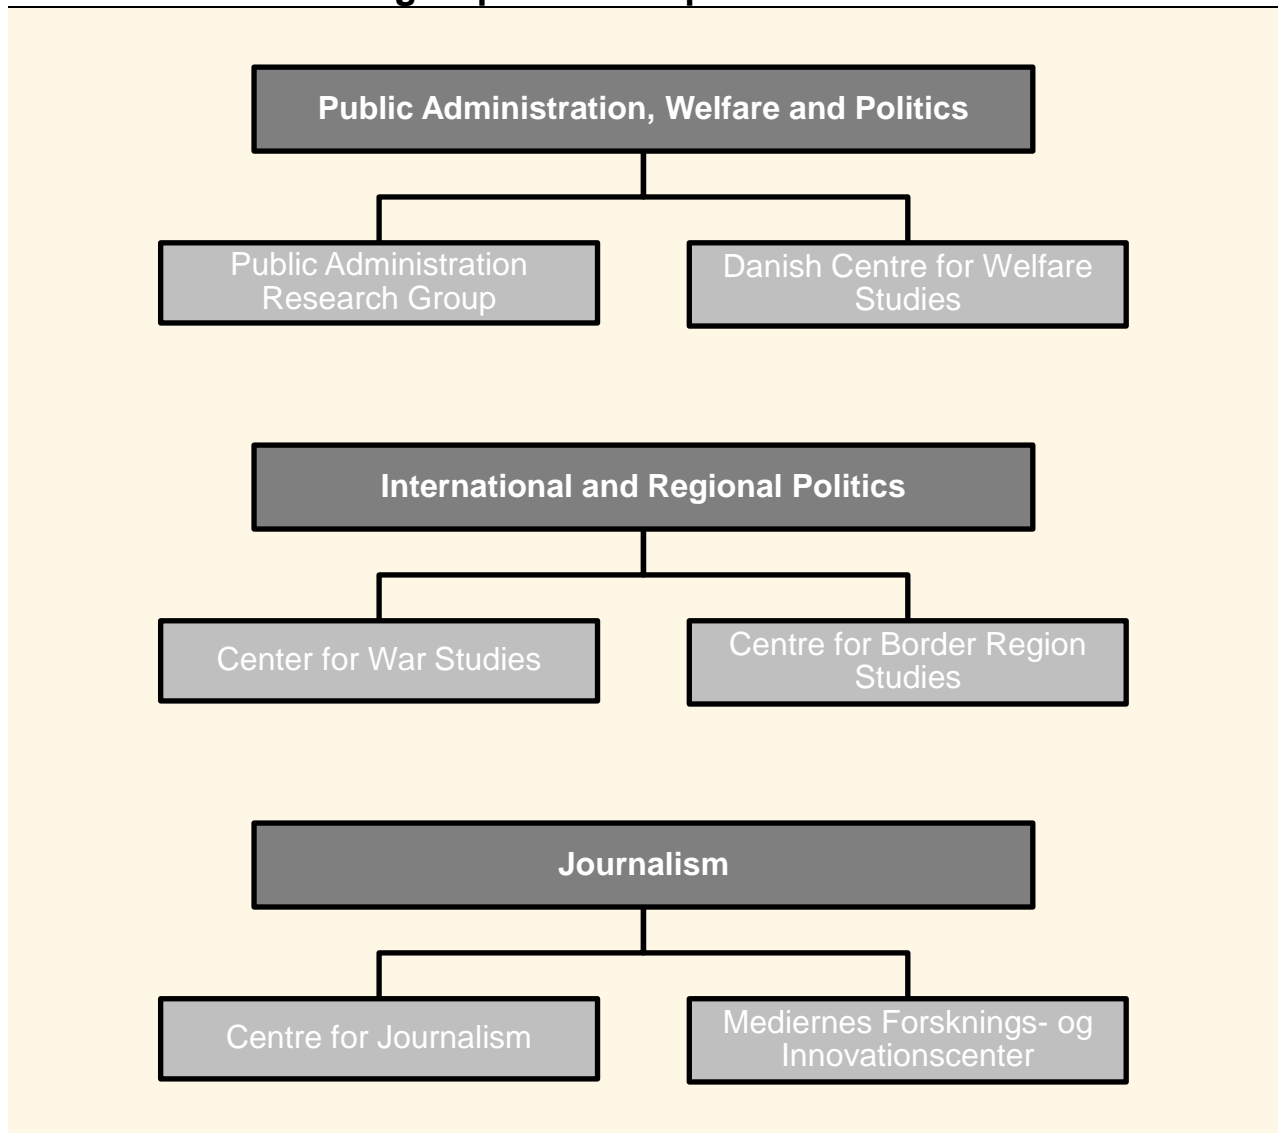 Public Administration, Welfare and Politics
Public Administration
Research Group
Danish Centre for Welfare
Studies
International and Regional Politics
Center for War Studies
Centre for Border Region
Studies
Journalism
Centre for Journalism
Mediernes Forsknings- og
Innovationscenter